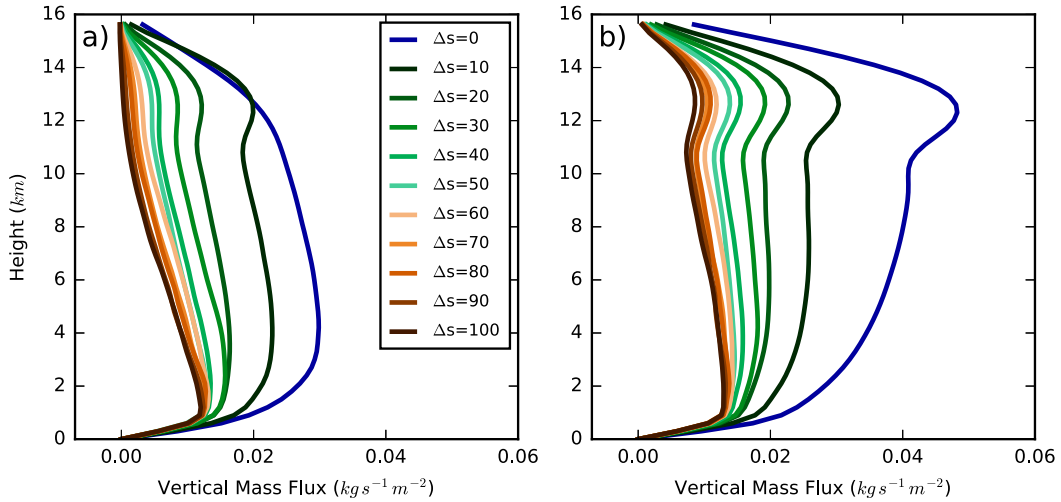 a)
16
14
12
10
8
6
4
2
0
Height (km)
0.00
0.02
0.04
0.06
Vertical Mass Flux (kg s⁻¹ m⁻²)
Δs=0
Δs=10
Δs=20
Δs=30
Δs=40
Δs=50
Δs=60
Δs=70
Δs=80
Δs=90
Δs=100
b)
16
14
12
10
8
6
4
2
0
0.00
0.02
0.04
0.06
Vertical Mass Flux (kg s⁻¹ m⁻²)